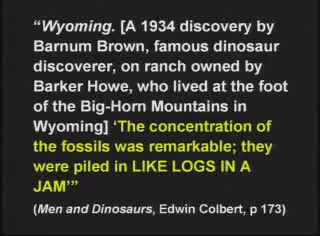 “Wyoming. [A 1934 discovery by
Barnum Brown, famous dinosaur
discoverer, on ranch owned by
Barker Howe, who lived at the foot
of the Big-Horn Mountains in
Wyoming] ‘The concentration of
the fossils was remarkable; they
were piled in LIKE LOGS IN A
JAM’”
(Men and Dinosaurs, Edwin Colbert, p 173)